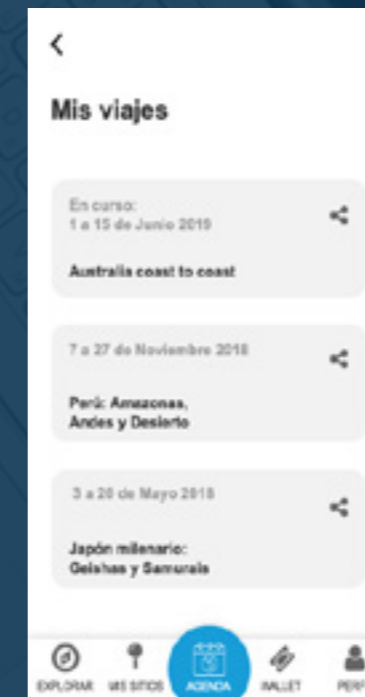 Mis viajes
En curso:
1 a 15 de Junio 2019
Australia coast to coast
7 a 27 de Noviembre 2018
Perú: Amazonas,
Andes y Desierto
3 a 20 de Mayo 2018
Japón milenario:
Geishas y Samurais
EXPLORAR MIS SITIOS AGENDA WALLET PERF